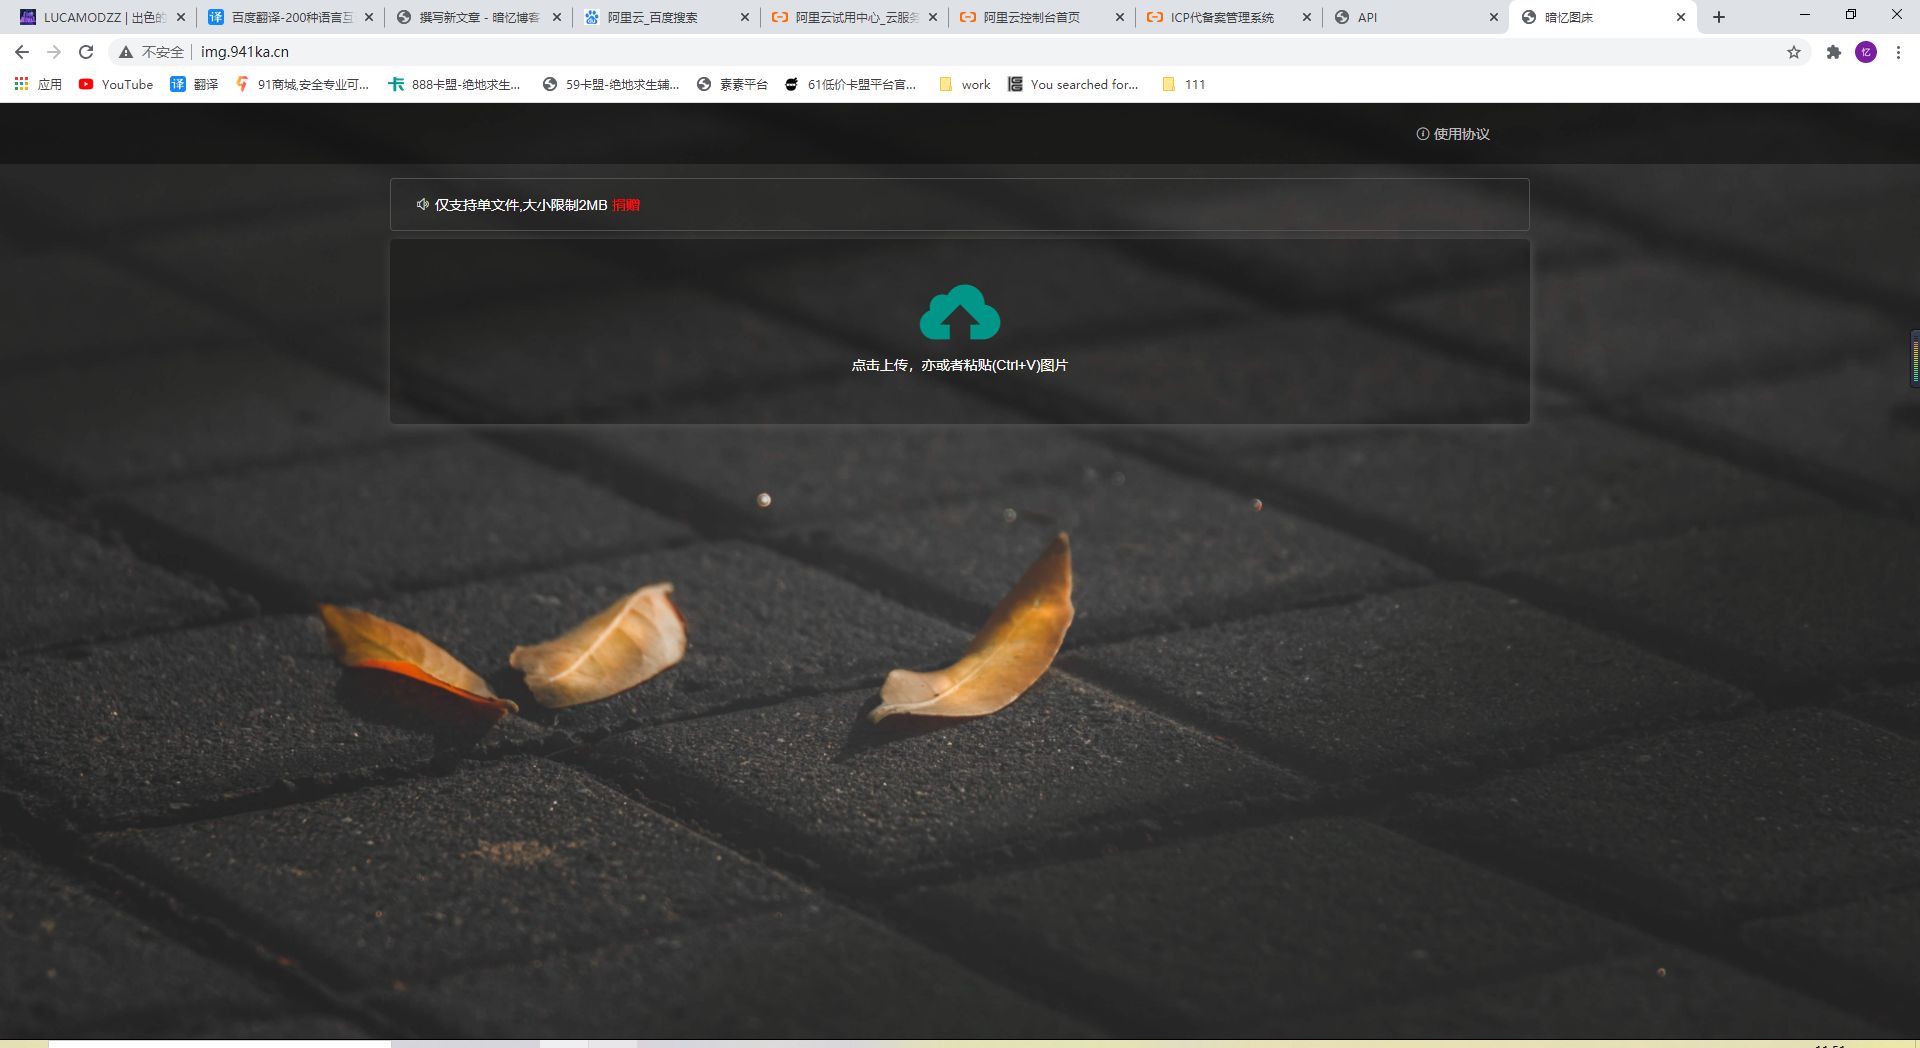 LUCAMODZZ | 出色的
百度翻译-200种语言互
撰写新文章 - 暗忆博客
阿里云_百度搜索
阿里云试用中心_云服务
阿里云控制台首页
ICP代备案管理系统
API
暗忆图床
不安全 img.941ka.cn
忆
应用
YouTube
译 翻译
91商城,安全专业可...
888卡盟-绝地求生...
59卡盟-绝地求生辅...
素素平台
61低价卡盟平台官...
work
You searched for...
111
使用协议
仅支持单文件,大小限制2MB 捐赠
点击上传，亦或者粘贴(Ctrl+V)图片